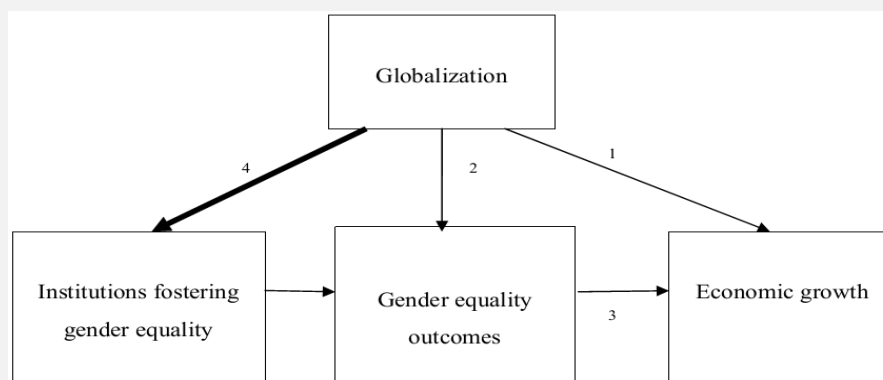 Globalization
4
2
1
Institutions fostering
gender equality
Gender equality
outcomes
3
Economic growth